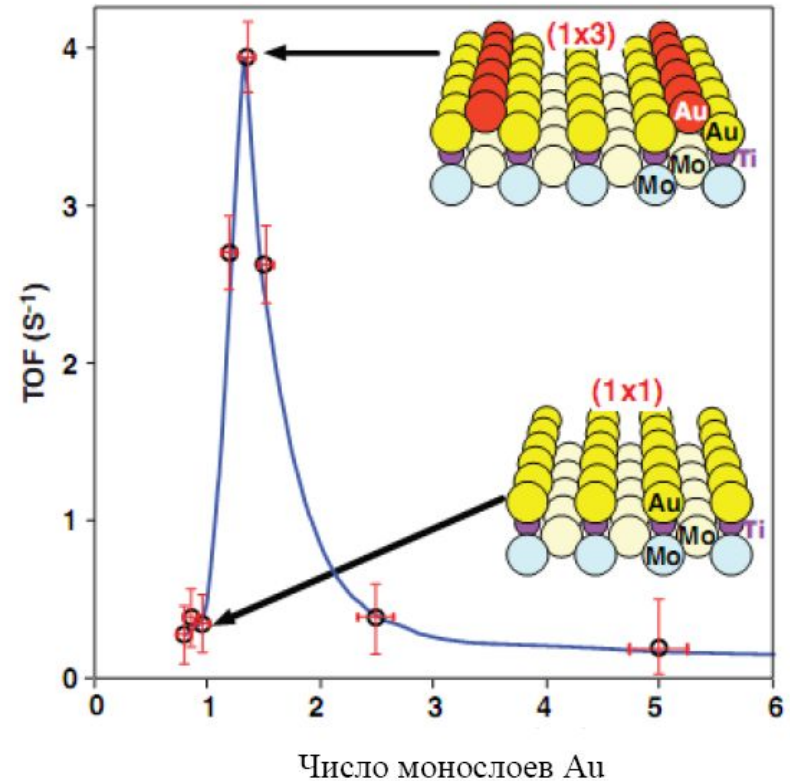 4
3
2
1
0
TOF (S⁻¹)
(1x3)
Au
Au
Ti
Mo
Mo
(1x1)
Au
Ti
Mo
Mo
0 1 2 3 4 5 6
Число монослоев Au